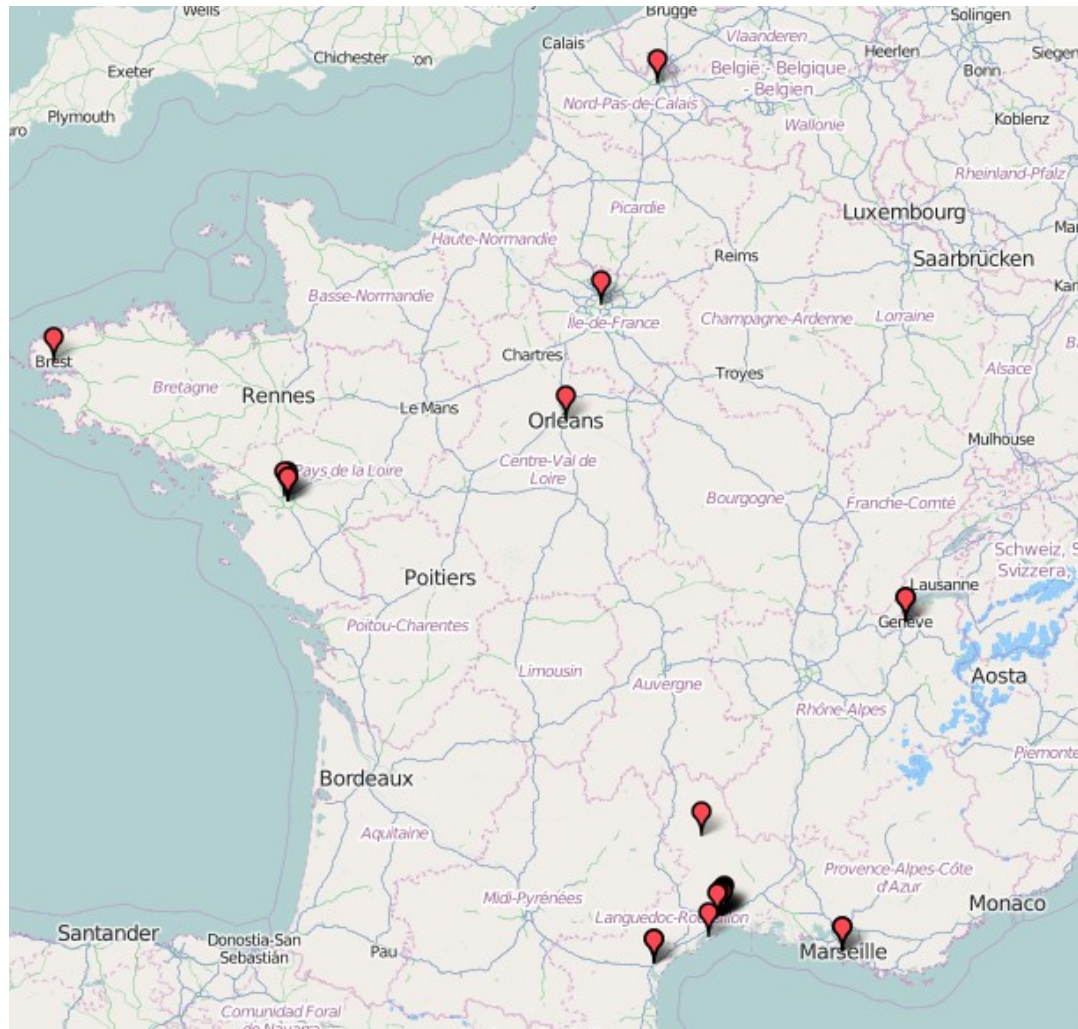 Wells
Brugge
Solingen
Chichester
on
Calais
Vlaanderen
Heerlen
Siegen
Exeter
België - Belgique
- Belgien
Bonn
Plymouth
Nord-Pas-de-Calais
Koblenz
Wallonie
Rheinland-Pfalz
Picardie
Luxembourg
Haute-Normandie
Reims
Saarbrücken
Basse-Normandie
Île-de-France
Champagne-Ardenne
Lorraine
Chartres
Brest
Bretagne
Rennes
Troyes
Alsace
Le Mans
Orléans
Mulhouse
Pays de la Loire
Centre-Val de
Loire
Bourgogne
Franche-Comté
Schweiz, S
Svizzera,
Poitiers
Lausanne
Genève
Poitou-Charentes
Limousin
Auvergne
Aosta
Rhône-Alpes
Piemonte
Bordeaux
Aquitaine
Provence-Alpes-Côte
d'Azur
Midi-Pyrénées
Monaco
Santander
Donostia-San
Sebastián
Pau
Marseille
Comunidad Foral
de Navarra